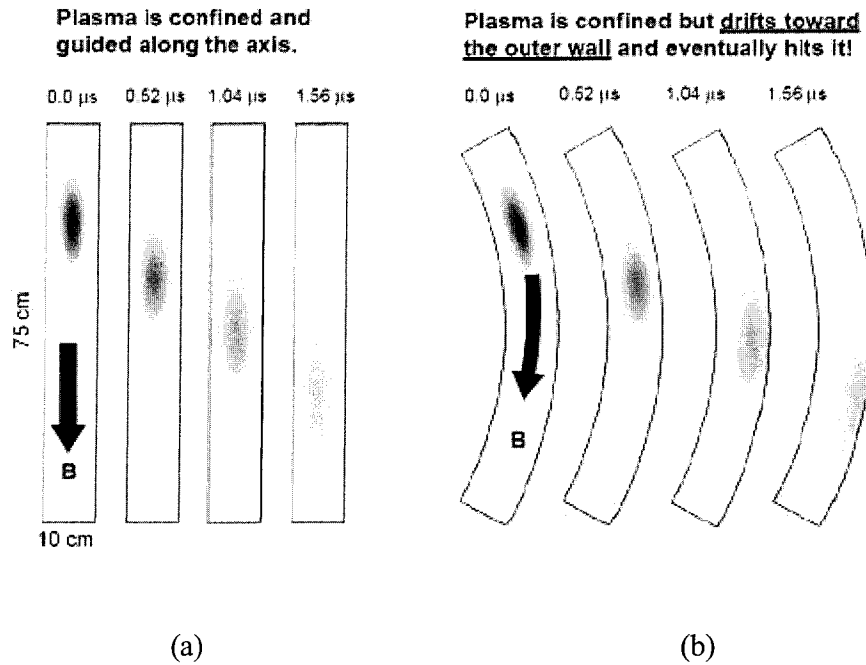 Plasma is confined and
guided along the axis.
0.0 µs 0.52 µs 1.04 µs 1.56 µs
75 cm
B
10 cm
(a)
Plasma is confined but drifts toward
the outer wall and eventually hits it!
0.0 µs 0.52 µs 1.04 µs 1.56 µs
B
(b)